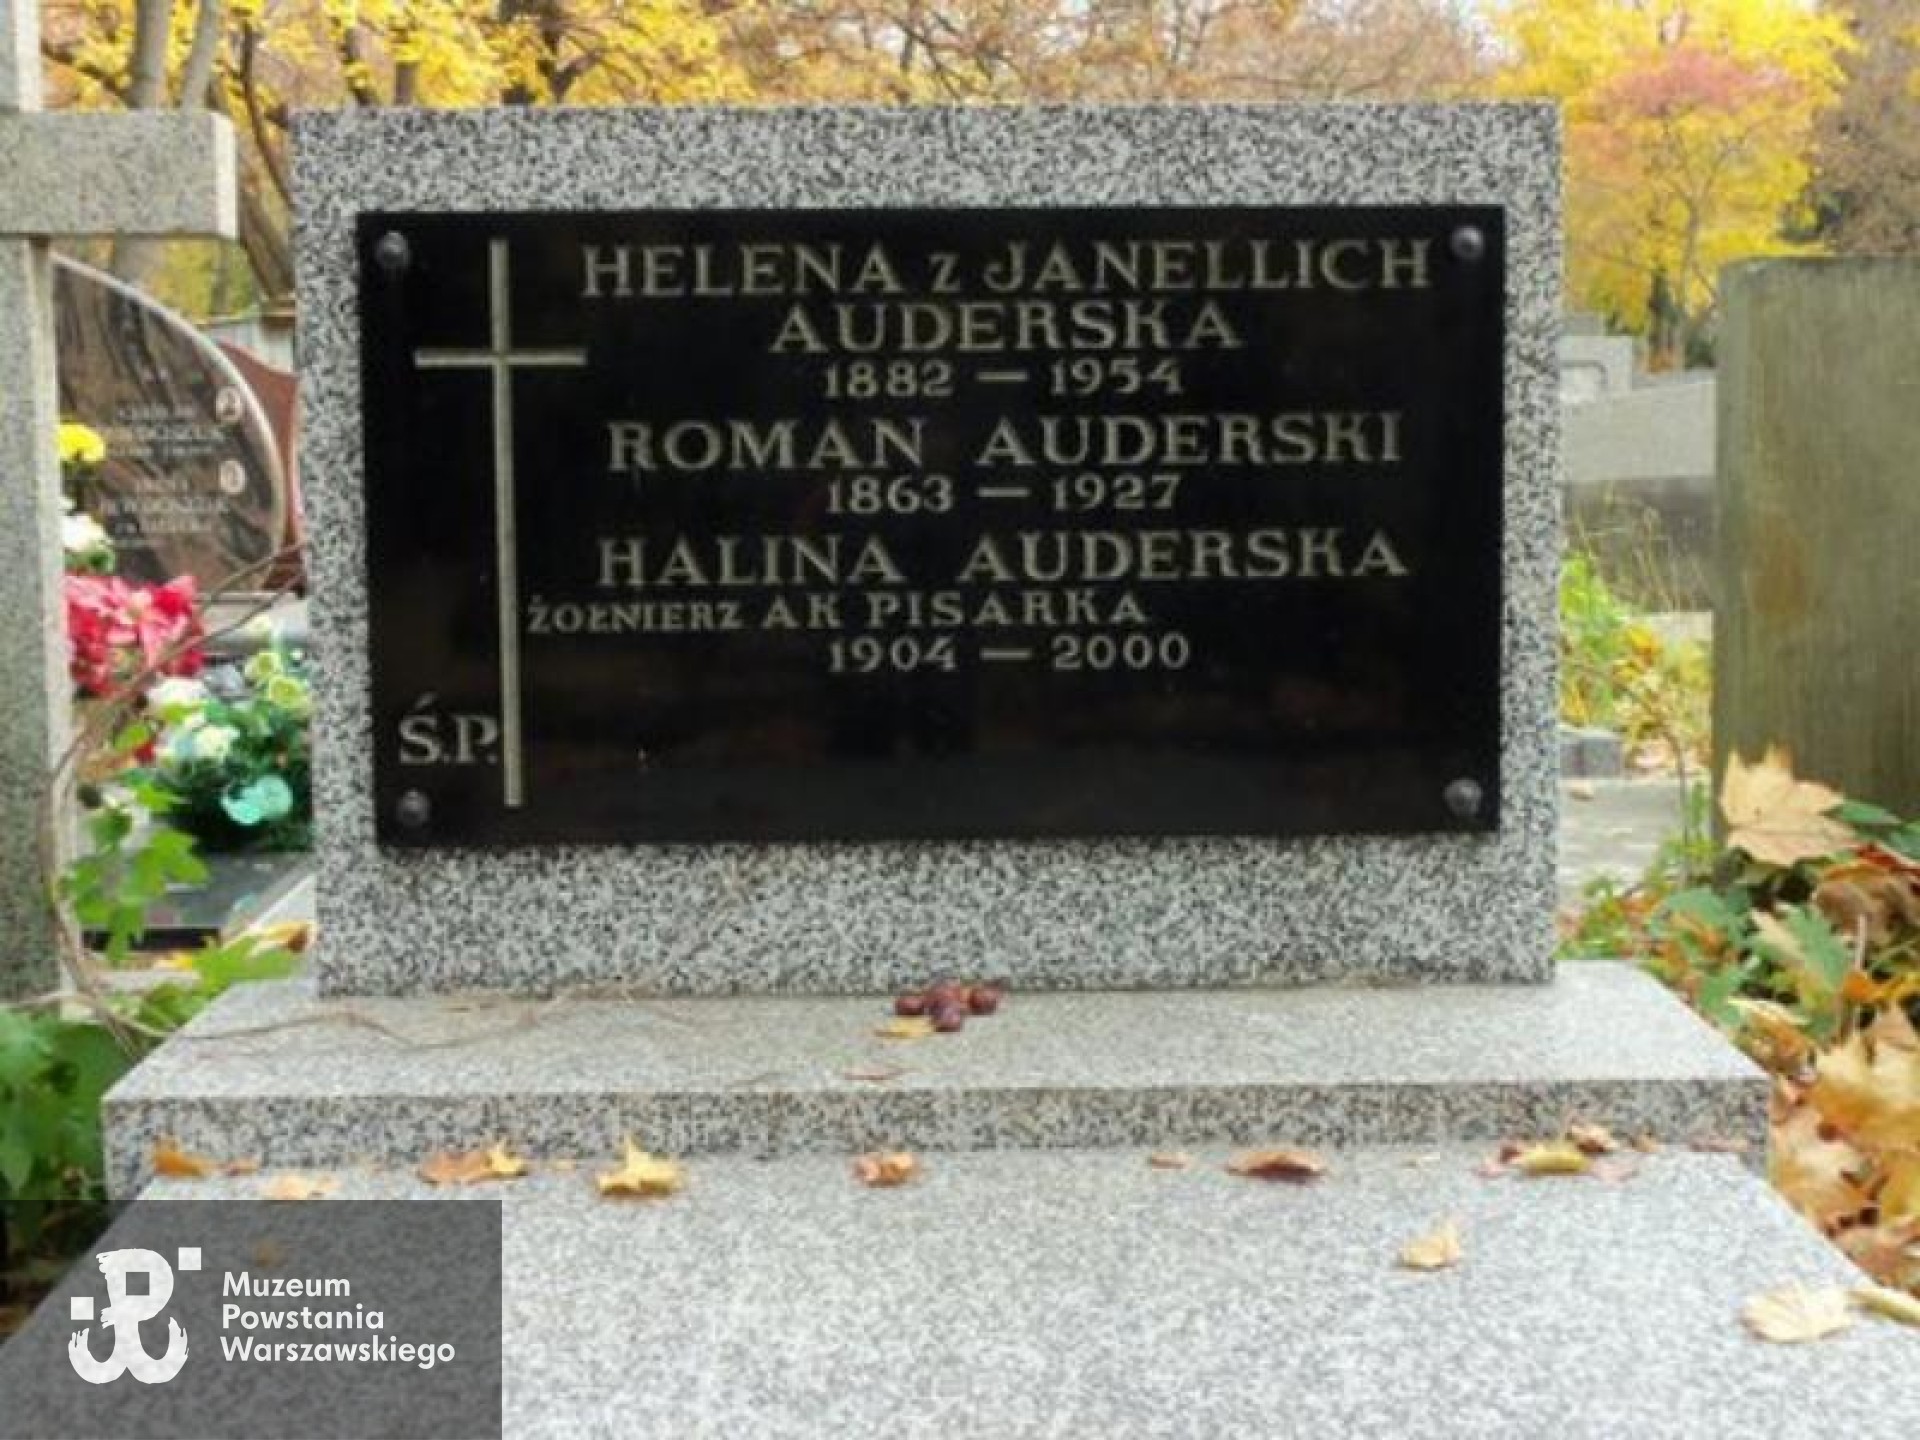 HELENA z JANELLICH
AUDERSKA
1882 — 1954
ROMAN AUDERSKI
1863 — 1927
HALINA AUDERSKA
ŻOŁNIERZ AK PISARKA
1904 — 2000
Ś.P.
Muzeum
Powstania
Warszawskiego